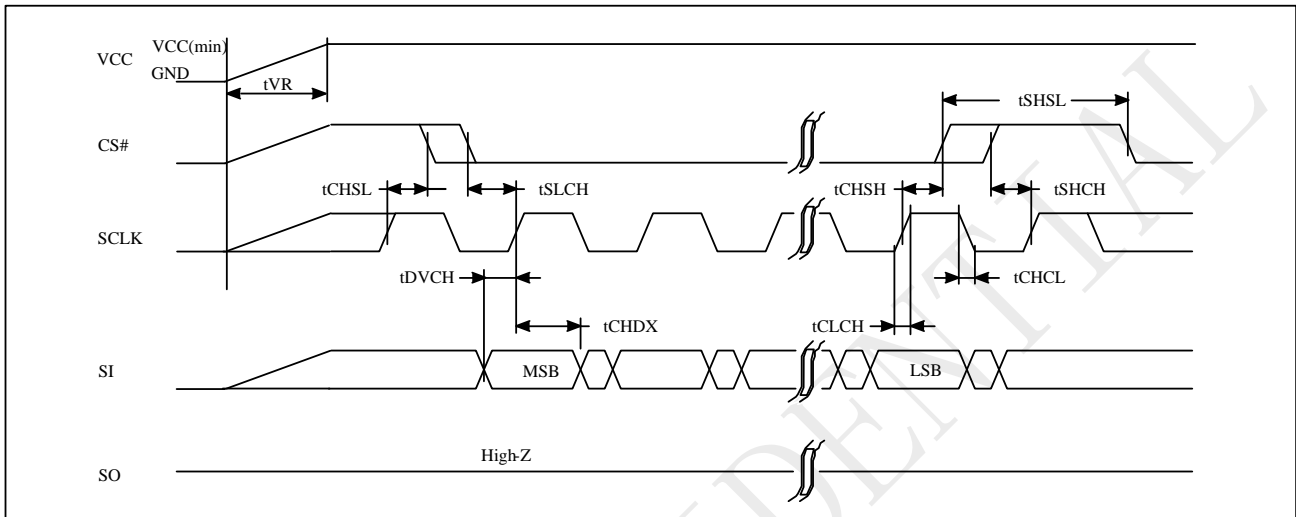 VCC(min)
VCC
GND
tVR
tSHSL
CS#
tCHSL
tSLCH
tCHSH
tSHCH
SCLK
tDVCH
tCHCL
tCHDX
tCLCH
SI
MSB
LSB
High-Z
SO
DENTIAL